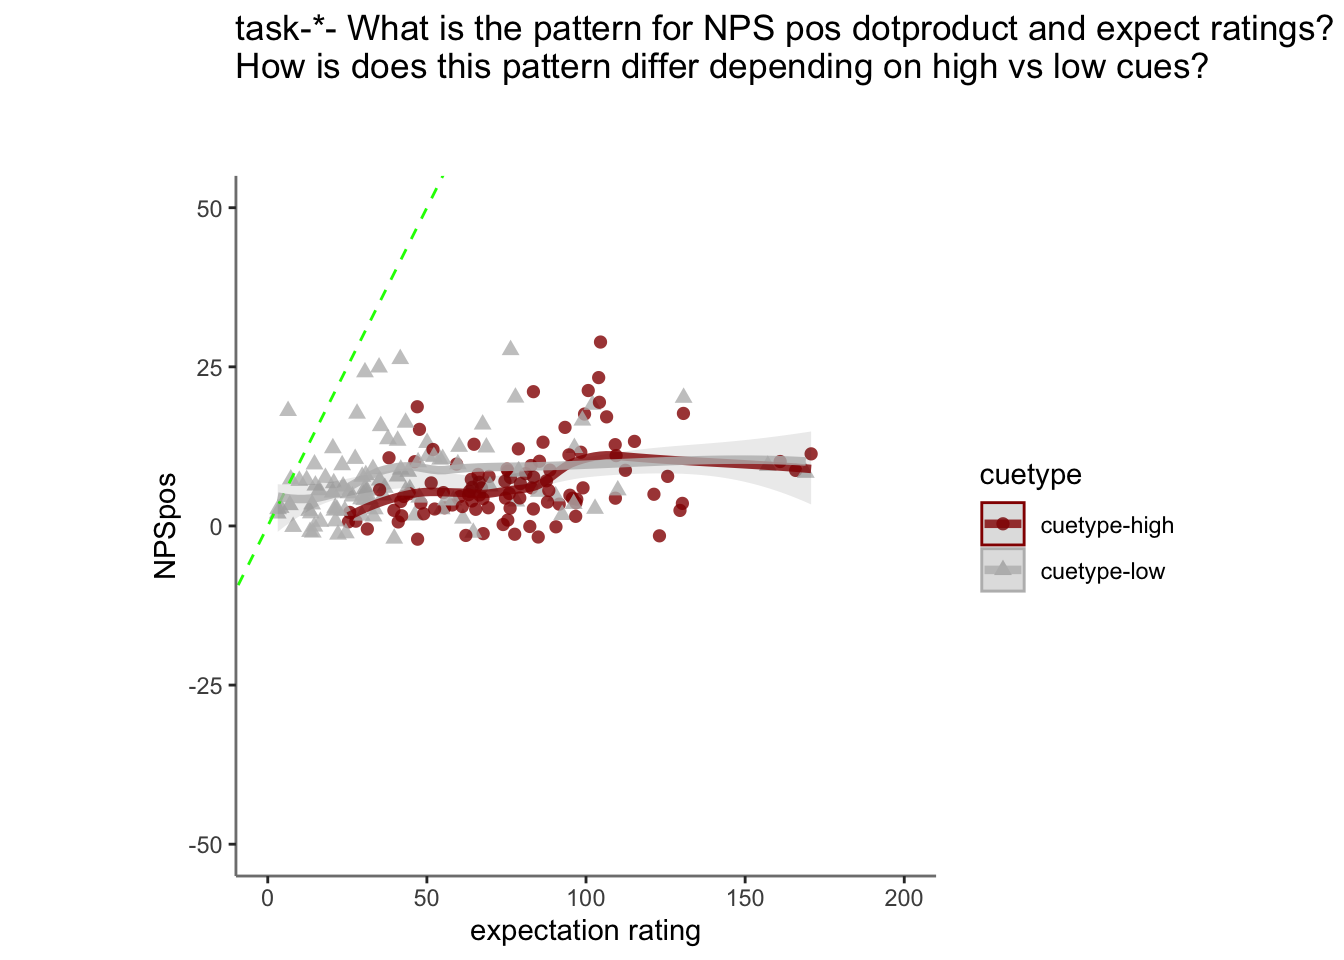 task-*- What is the pattern for NPS pos dotproduct and expect ratings?
How is does this pattern differ depending on high vs low cues?
50
25
0
-25
-50
NPSpos
0 50 100 150 200
expectation rating
cuetype
cuetype-high
cuetype-low